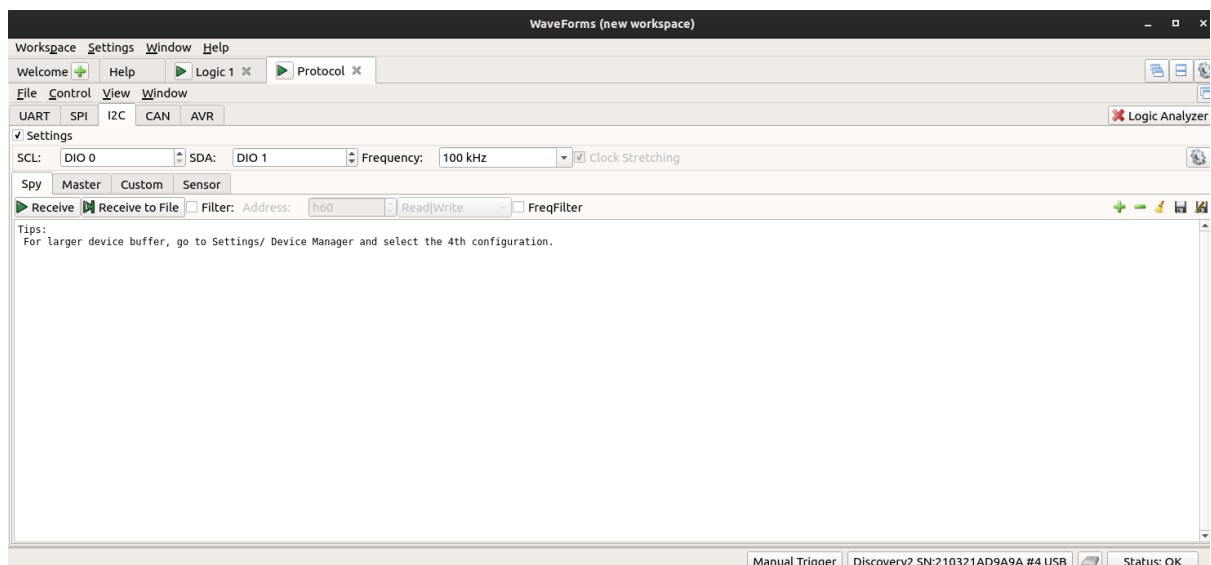 WaveForms (new workspace)
Workspace Settings Window Help
Welcome Help Logic 1 Protocol
File Control View Window
UART SPI I2C CAN AVR Logic Analyzer
Settings
SCL: DIO 0 SDA: DIO 1 Frequency: 100 kHz Clock Stretching
Spy Master Custom Sensor
Receive Receive to File Filter: Address: h60 Read|Write FreqFilter
Tips:
For larger device buffer, go to Settings/ Device Manager and select the 4th configuration.
Manual Trigger Discovery2 SN:210321AD9A9A #4 USB Status: OK